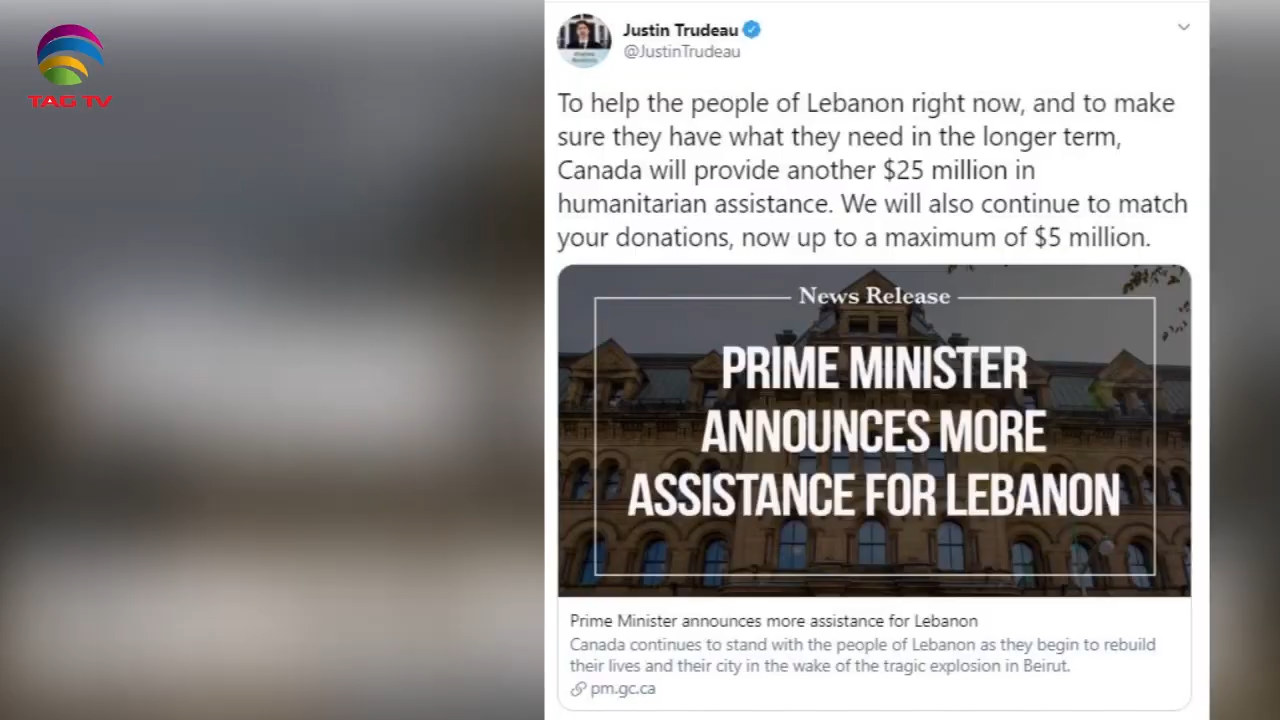 TAG TV
Justin Trudeau
@JustinTrudeau
To help the people of Lebanon right now, and to make
sure they have what they need in the longer term,
Canada will provide another $25 million in
humanitarian assistance. We will also continue to match
your donations, now up to a maximum of $5 million.
News Release
PRIME MINISTER
ANNOUNCES MORE
ASSISTANCE FOR LEBANON
Prime Minister announces more assistance for Lebanon
Canada continues to stand with the people of Lebanon as they begin to rebuild
their lives and their city in the wake of the tragic explosion in Beirut.
pm.gc.ca